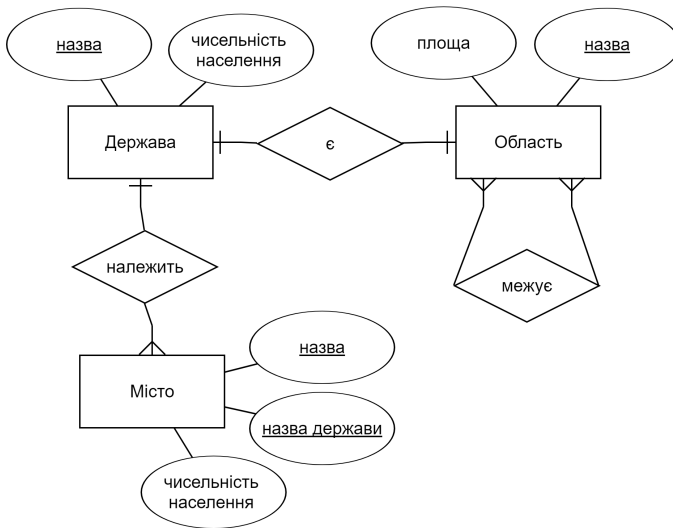 назва
чисельність
населення
площа
назва
Держава
є
Область
належить
межує
назва
Місто
назва держави
чисельність
населення